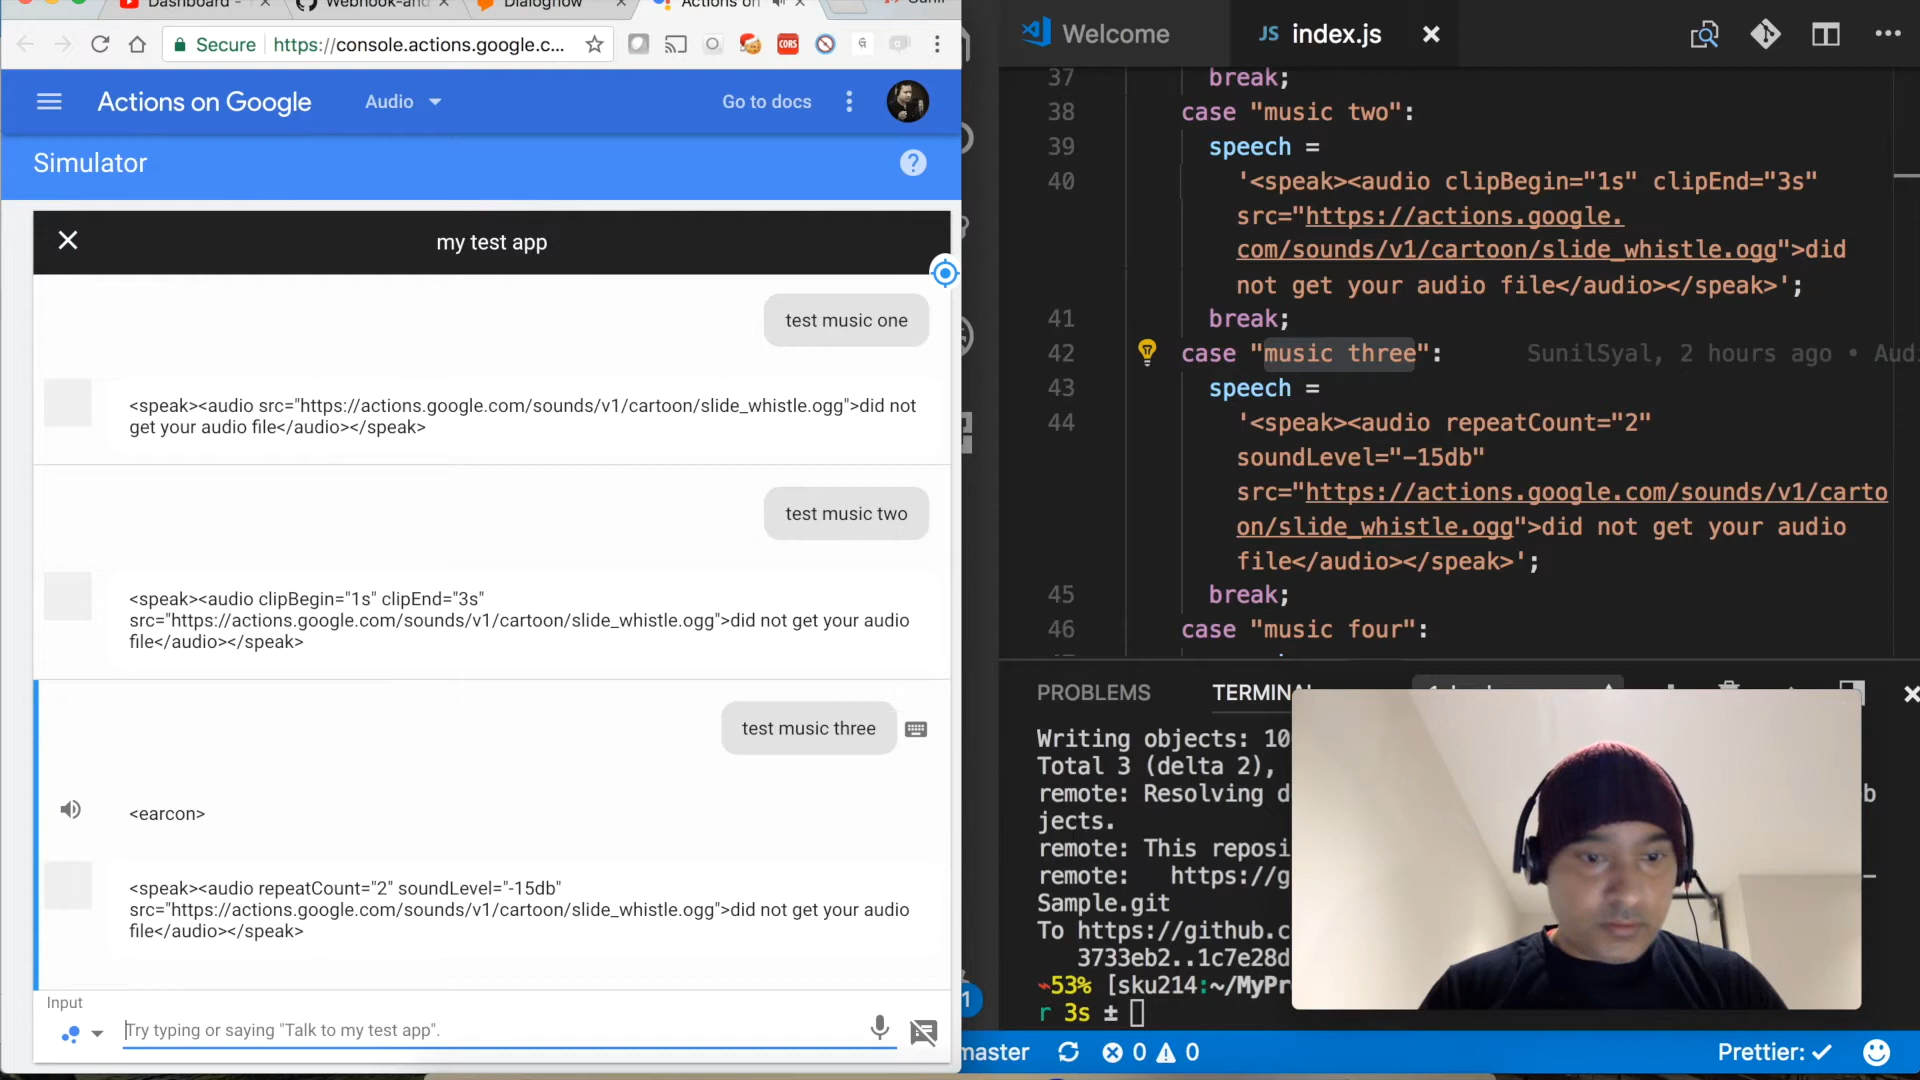 Dashboard -
Webhook-and
Dialogflow
Actions on
Secure
https://console.actions.google.c...
CORS
Actions on Google
Audio
Go to docs
Simulator
?
my test app
test music one
<speak><audio src="https://actions.google.com/sounds/v1/cartoon/slide_whistle.ogg">did not
get your audio file</audio></speak>
test music two
<speak><audio clipBegin="1s" clipEnd="3s"
src="https://actions.google.com/sounds/v1/cartoon/slide_whistle.ogg">did not get your audio
file</audio></speak>
test music three
<earcon>
<speak><audio repeatCount="2" soundLevel="-15db"
src="https://actions.google.com/sounds/v1/cartoon/slide_whistle.ogg">did not get your audio
file</audio></speak>
Input
Try typing or saying "Talk to my test app".
Welcome
JS index.js
37 break;
38 case "music two":
39 speech =
40 '<speak><audio clipBegin="1s" clipEnd="3s"
src="https://actions.google.
com/sounds/v1/cartoon/slide_whistle.ogg">did
not get your audio file</audio></speak>';
41 break;
42 case "music three": SunilSyal, 2 hours ago • Aud
43 speech =
44 '<speak><audio repeatCount="2"
soundLevel="-15db"
src="https://actions.google.com/sounds/v1/carto
on/slide_whistle.ogg">did not get your audio
file</audio></speak>';
45 break;
46 case "music four":
PROBLEMS
TERMINAL
Writing objects: 10
Total 3 (delta 2),
remote: Resolving d
jects.
remote: This reposi
remote: https://g
Sample.git
To https://github.c
3733eb2..1c7e28d
53% [sku214:~/MyPr
r 3s ±
1
master
0
0
Prettier: ✓